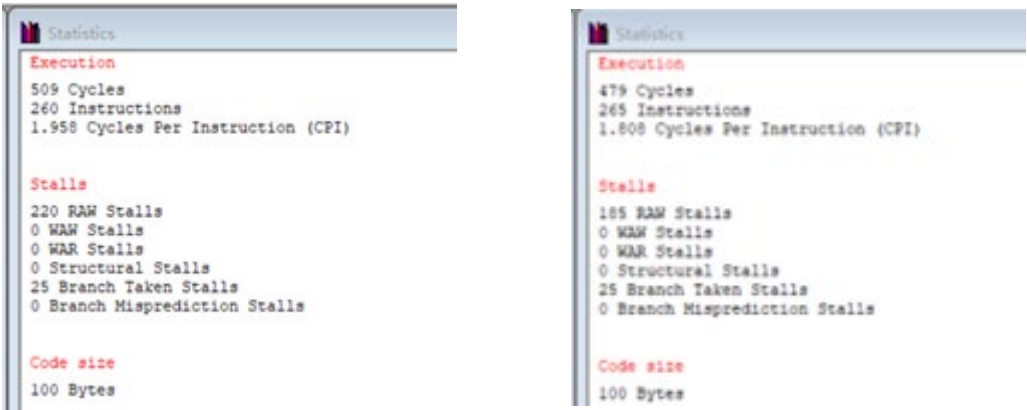 Statistics
Execution
509 Cycles
260 Instructions
1.958 Cycles Per Instruction (CPI)
Stalls
220 RAW Stalls
0 WAW Stalls
0 WAR Stalls
0 Structural Stalls
25 Branch Taken Stalls
0 Branch Misprediction Stalls
Code size
100 Bytes
Statistics
Execution
479 Cycles
265 Instructions
1.808 Cycles Per Instruction (CPI)
Stalls
185 RAW Stalls
0 WAW Stalls
0 WAR Stalls
0 Structural Stalls
25 Branch Taken Stalls
0 Branch Misprediction Stalls
Code size
100 Bytes